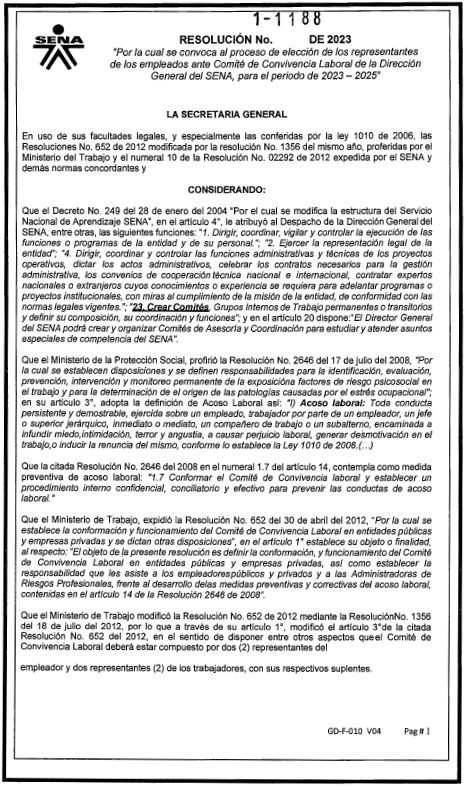 1-1188
SENA
RESOLUCIÓN No. DE 2023
"Por la cual se convoca al proceso de elección de los representantes
de los empleados ante Comité de Convivencia Laboral de la Dirección
General del SENA, para el periodo de 2023 – 2025"
LA SECRETARIA GENERAL
En uso de sus facultades legales, y especialmente las conferidas por la ley 1010 de 2006, las
Resoluciones No. 652 de 2012 modificada por la resolución No. 1356 del mismo año, proferidas por el
Ministerio del Trabajo y el numeral 10 de la Resolución No. 02292 de 2012 expedida por el SENA y
demás normas concordantes y
CONSIDERANDO:
Que el Decreto No. 249 del 28 de enero del 2004 "Por el cual se modifica la estructura del Servicio
Nacional de Aprendizaje SENA", en el artículo 4°, le atribuyó al Despacho de la Dirección General del
SENA, entre otras, las siguientes funciones: "1. Dirigir, coordinar, vigilar y controlar la ejecución de las
funciones o programas de la entidad y de su personal."; "2. Ejercer la representación legal de la
entidad"; "4. Dirigir, coordinar y controlar las funciones administrativas y técnicas de los proyectos
operativos, dictar los actos administrativos, celebrar los contratos necesarios para la gestión
administrativa, los convenios de cooperación técnica nacional e internacional, contratar expertos
nacionales o extranjeros cuyos conocimientos o experiencia se requiera para adelantar programas o
proyectos institucionales, con miras al cumplimiento de la misión de la entidad, de conformidad con las
normas legales vigentes."; "23. Crear Comités, Grupos Internos de Trabajo permanentes o transitorios
y definir su composición, su coordinación y funciones"; y en el artículo 20 dispone:"El Director General
del SENA podrá crear y organizar Comités de Asesoría y Coordinación para estudiar y atender asuntos
especiales de competencia del SENA".
Que el Ministerio de la Protección Social, profirió la Resolución No. 2646 del 17 de julio del 2008, "Por
la cual se establecen disposiciones y se definen responsabilidades para la identificación, evaluación,
prevención, intervención y monitoreo permanente de la exposicióna factores de riesgo psicosocial en
el trabajo y para la determinación de el origen de las patologías causadas por el estrés ocupacional";
en su artículo 3°, adopta la definición de Acoso Laboral así: "l) Acoso laboral: Toda conducta
persistente y demostrable, ejercida sobre un empleado, trabajador por parte de un empleador, un jefe
o superior jerárquico, inmediato o mediato, un compañero de trabajo o un subalterno, encaminada a
infundir miedo,intimidación, terror y angustia, a causar perjuicio laboral, generar desmotivación en el
trabajo,o inducir la renuncia del mismo, conforme lo establece la Ley 1010 de 2006.(…)
Que la citada Resolución No. 2646 del 2008 en el numeral 1.7 del artículo 14, contempla como medida
preventiva de acoso laboral: "1.7 Conformar el Comité de Convivencia laboral y establecer un
procedimiento interno confidencial, conciliatorio y efectivo para prevenir las conductas de acoso
laboral."
Que el Ministerio de Trabajo, expidió la Resolución No. 652 del 30 de abril del 2012, "Por la cual se
establece la conformación y funcionamiento del Comité de Convivencia Laboral en entidades públicas
y empresas privadas y se dictan otras disposiciones", en el artículo 1° establece su objeto o finalidad,
al respecto: "El objeto de la presente resolución es definir la conformación, y funcionamiento del Comité
de Convivencia Laboral en entidades públicas y empresas privadas, así como establecer la
responsabilidad que les asiste a los empleadorespúblicos y privados y a las Administradoras de
Riesgos Profesionales, frente al desarrollo delas medidas preventivas y correctivas del acoso laboral,
contenidas en el artículo 14 de la Resolución 2646 de 2008".
Que el Ministerio de Trabajo modificó la Resolución No. 652 de 2012 mediante la ResoluciónNo. 1356
del 18 de julio del 2012, por lo que a través de su artículo 1°, modificó el artículo 3°de la citada
Resolución No. 652 del 2012, en el sentido de disponer entre otros aspectos queel Comité de
Convivencia Laboral deberá estar compuesto por dos (2) representantes del
empleador y dos representantes (2) de los trabajadores, con sus respectivos suplentes.
GD-F-010 V04 Pag # 1